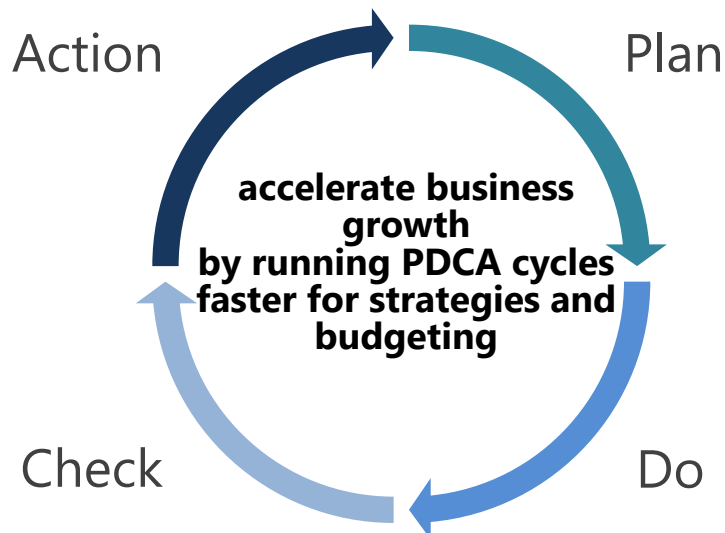 Action
Plan
accelerate business
growth
by running PDCA cycles
faster for strategies and
budgeting
Check
Do